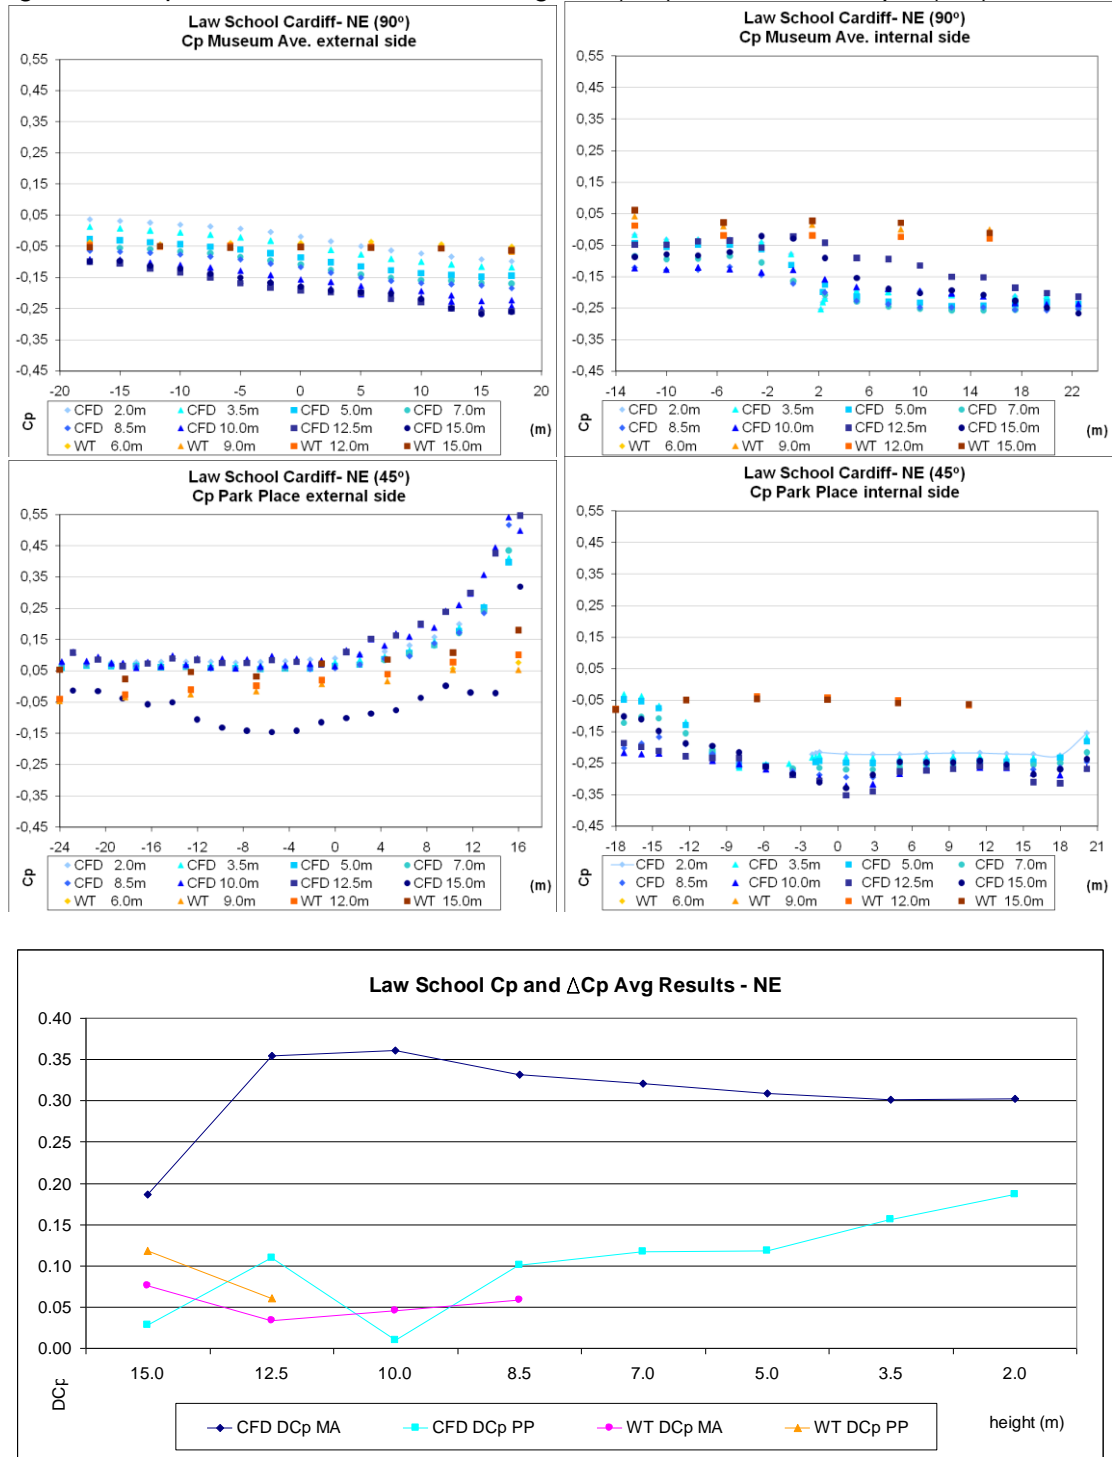 Law School Cardiff- NE (90º)
Cp Museum Ave. external side
0,55
0,45
0,35
0,25
0,15
0,05
-0,05
-0,15
-0,25
-0,35
-0,45
-20 -15 -10 -5 0 5 10 15 20
Cp
(m)
CFD 2.0m CFD 3.5m CFD 5.0m CFD 7.0m
CFD 8.5m CFD 10.0m CFD 12.5m CFD 15.0m
WT 6.0m WT 9.0m WT 12.0m WT 15.0m
Law School Cardiff- NE (90º)
Cp Museum Ave. internal side
0,55
0,45
0,35
0,25
0,15
0,05
-0,05
-0,15
-0,25
-0,35
-0,45
-14 -10 -6 -2 2 6 10 14 18 22
Cp
(m)
CFD 2.0m CFD 3.5m CFD 5.0m CFD 7.0m
CFD 8.5m CFD 10.0m CFD 12.5m CFD 15.0m
WT 6.0m WT 9.0m WT 12.0m WT 15.0m
Law School Cardiff- NE (45º)
Cp Park Place external side
0,55
0,45
0,35
0,25
0,15
0,05
-0,05
-0,15
-0,25
-0,35
-0,45
-24 -20 -16 -12 -8 -4 0 4 8 12 16
Cp
(m)
CFD 2.0m CFD 3.5m CFD 5.0m CFD 7.0m
CFD 8.5m CFD 10.0m CFD 12.5m CFD 15.0m
WT 6.0m WT 9.0m WT 12.0m WT 15.0m
Law School Cardiff- NE (45º)
Cp Park Place internal side
0,55
0,45
0,35
0,25
0,15
0,05
-0,05
-0,15
-0,25
-0,35
-0,45
-18 -15 -12 -9 -6 -3 0 3 6 9 12 15 18 21
Cp
(m)
CFD 2.0m CFD 3.5m CFD 5.0m CFD 7.0m
CFD 8.5m CFD 10.0m CFD 12.5m CFD 15.0m
WT 6.0m WT 9.0m WT 12.0m WT 15.0m
Law School Cp and ΔCp Avg Results - NE
0.40
0.35
0.30
0.25
0.20
0.15
0.10
0.05
0.00
15.0 12.5 10.0 8.5 7.0 5.0 3.5 2.0
DCp
height (m)
CFD DCp MA CFD DCp PP WT DCp MA WT DCp PP